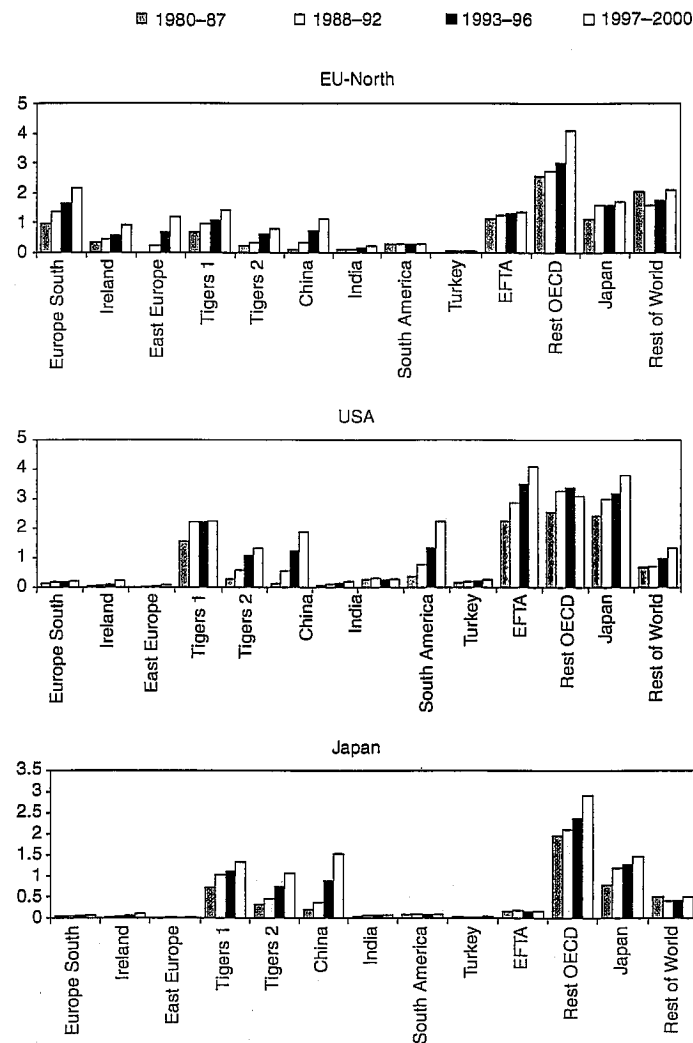 1980–87 1988–92 1993–96 1997–2000
EU-North
5
4
3
2
1
0
Europe South
Ireland
East Europe
Tigers 1
Tigers 2
China
India
South America
Turkey
EFTA
Rest OECD
Japan
Rest of World
USA
5
4
3
2
1
0
Europe South
Ireland
East Europe
Tigers 1
Tigers 2
China
India
South America
Turkey
EFTA
Rest OECD
Japan
Rest of World
Japan
3.5
3
2.5
2
1.5
1
0.5
0
Europe South
Ireland
East Europe
Tigers 1
Tigers 2
China
India
South America
Turkey
EFTA
Rest OECD
Japan
Rest of World